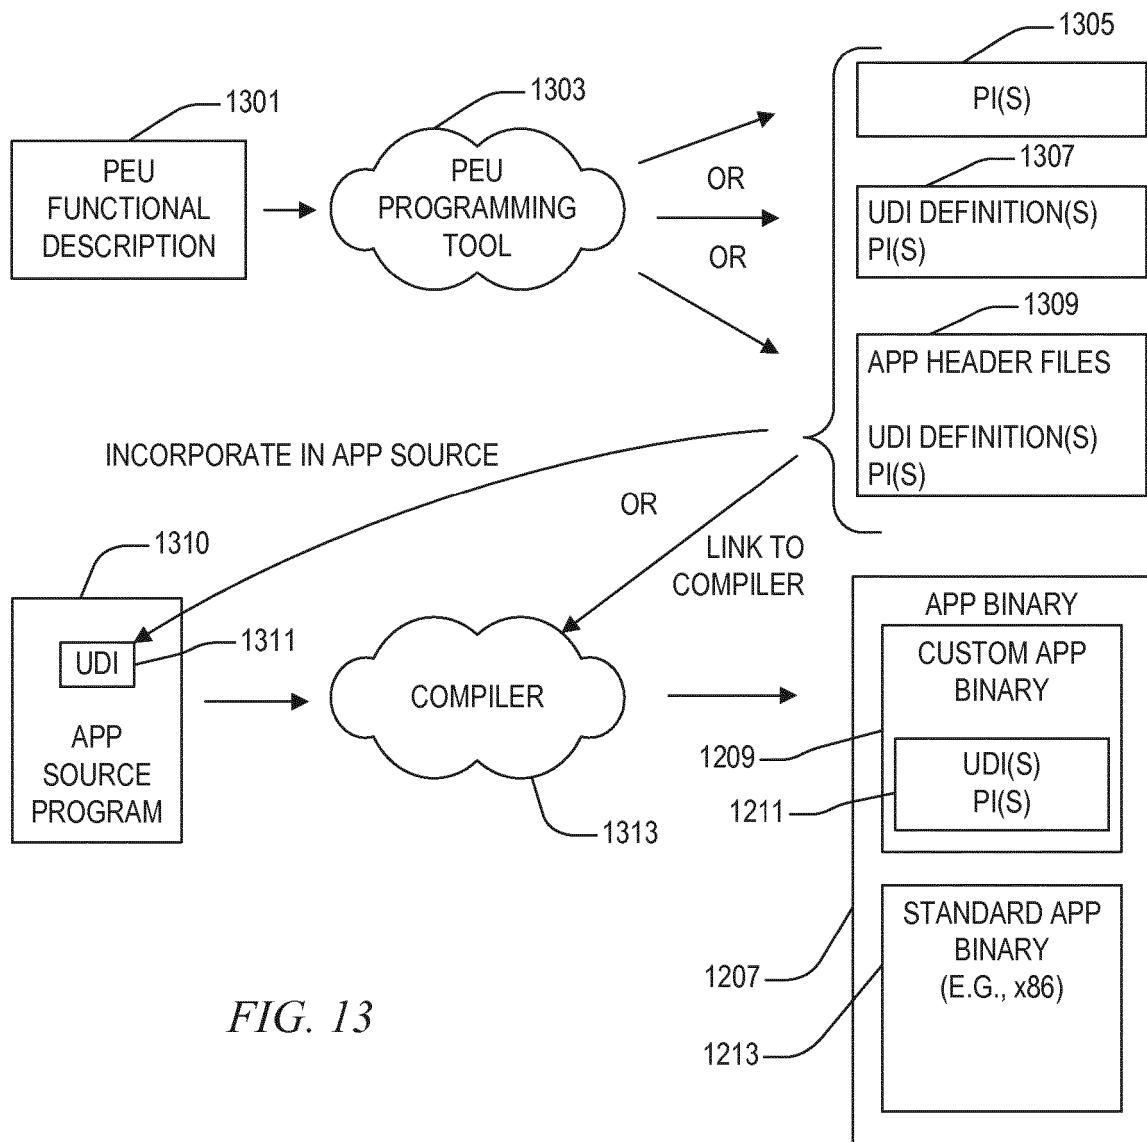 1305
PI(S)
1301
1303
PEU
FUNCTIONAL
DESCRIPTION
PEU
PROGRAMMING
TOOL
OR
OR
1307
UDI DEFINITION(S)
PI(S)
1309
APP HEADER FILES
UDI DEFINITION(S)
PI(S)
INCORPORATE IN APP SOURCE
OR
LINK TO
COMPILER
1310
UDI
1311
APP
SOURCE
PROGRAM
COMPILER
1313
APP BINARY
CUSTOM APP
BINARY
1209
UDI(S)
PI(S)
1211
STANDARD APP
BINARY
(E.G., x86)
1207
1213
FIG. 13